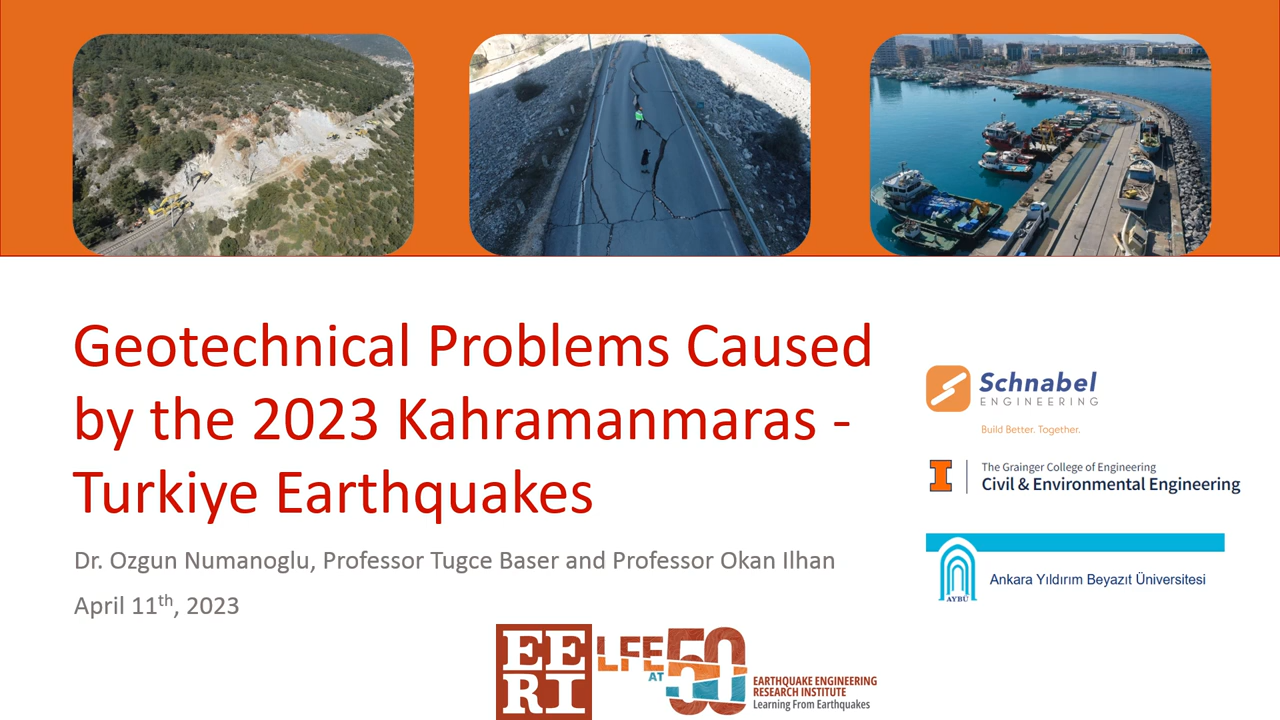 Geotechnical Problems Caused
by the 2023 Kahramanmaras -
Turkiye Earthquakes
Dr. Ozgun Numanoglu, Professor Tugce Baser and Professor Okan Ilhan
April 11th, 2023
Schnabel
ENGINEERING
Build Better. Together.
I
The Grainger College of Engineering
Civil & Environmental Engineering
AYBÜ
Ankara Yıldırım Beyazıt Üniversitesi
EE
RI
LFE
AT
50
EARTHQUAKE ENGINEERING
RESEARCH INSTITUTE
Learning From Earthquakes